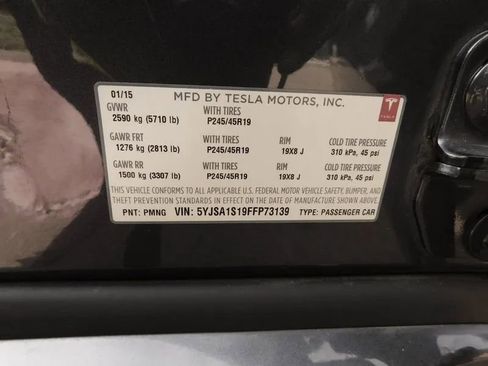 01/15 MFD BY TESLA MOTORS, INC.
GVWR WITH TIRES
2590 kg (5710 lb) P245/45R19
TESLA
GAWR FRT WITH TIRES RIM COLD TIRE PRESSURE
1276 kg (2813 lb) P245/45R19 19X8 J 310 kPa, 45 psi
GAWR RR WITH TIRES RIM COLD TIRE PRESSURE
1500 kg (3307 lb) P245/45R19 19X8 J 310 kPa, 45 psi
THIS VEHICLE CONFORMS TO ALL APPLICABLE U.S. FEDERAL MOTOR VEHICLE SAFETY, BUMPER, AND
THEFT PREVENTION STANDARDS IN EFFECT ON THE DATE OF MANUFACTURE SHOWN ABOVE.
PNT: PMNG VIN: 5YJSA1S19FFP73139 TYPE: PASSENGER CAR